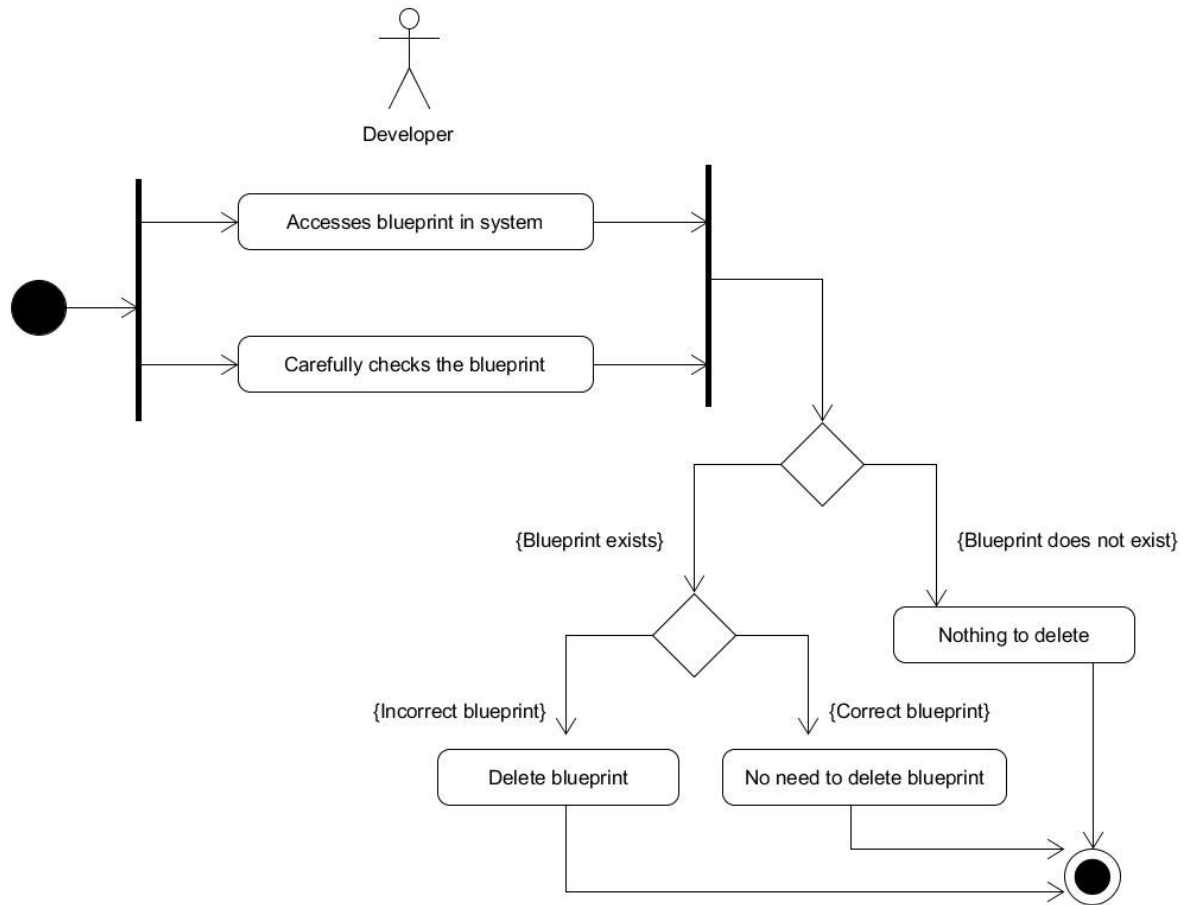 Developer
Accesses blueprint in system
Carefully checks the blueprint
{Blueprint exists}
{Blueprint does not exist}
Nothing to delete
{Incorrect blueprint}
{Correct blueprint}
Delete blueprint
No need to delete blueprint